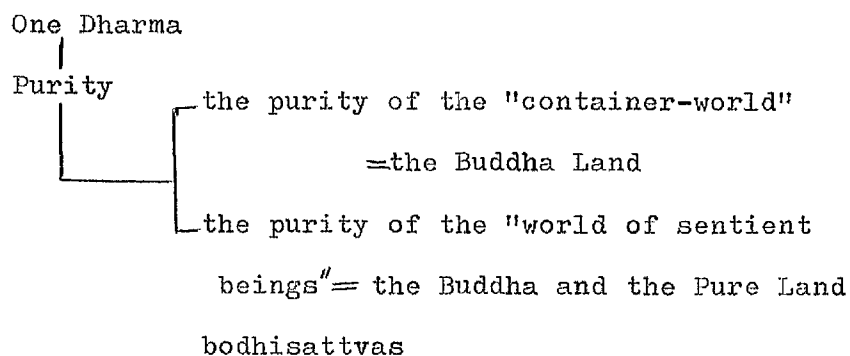 One Dharma
Purity
the purity of the "container-world"
=the Buddha Land
the purity of the "world of sentient
beings"= the Buddha and the Pure Land
bodhisattvas